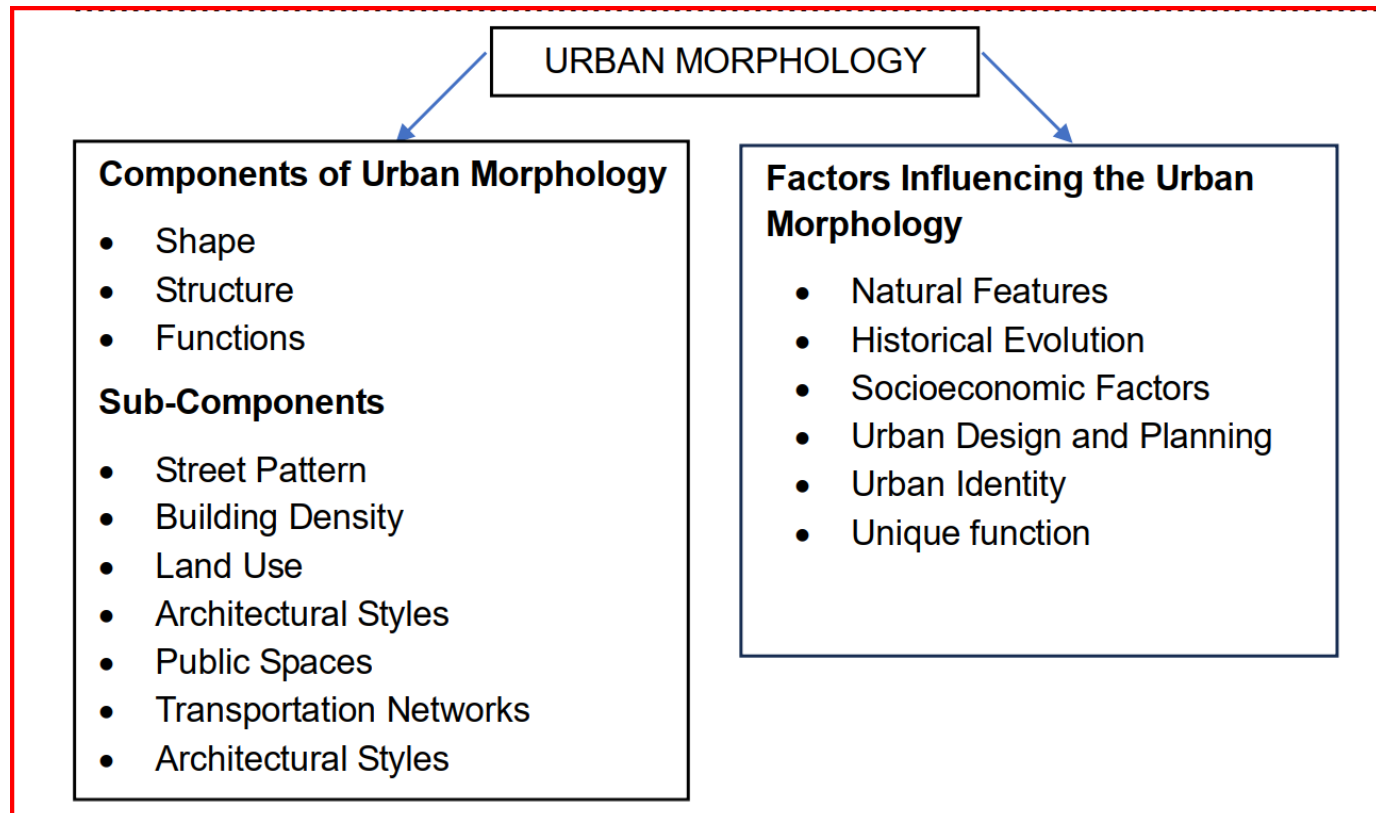 URBAN MORPHOLOGY
Components of Urban Morphology
• Shape
• Structure
• Functions
Sub-Components
• Street Pattern
• Building Density
• Land Use
• Architectural Styles
• Public Spaces
• Transportation Networks
• Architectural Styles
Factors Influencing the Urban
Morphology
• Natural Features
• Historical Evolution
• Socioeconomic Factors
• Urban Design and Planning
• Urban Identity
• Unique function